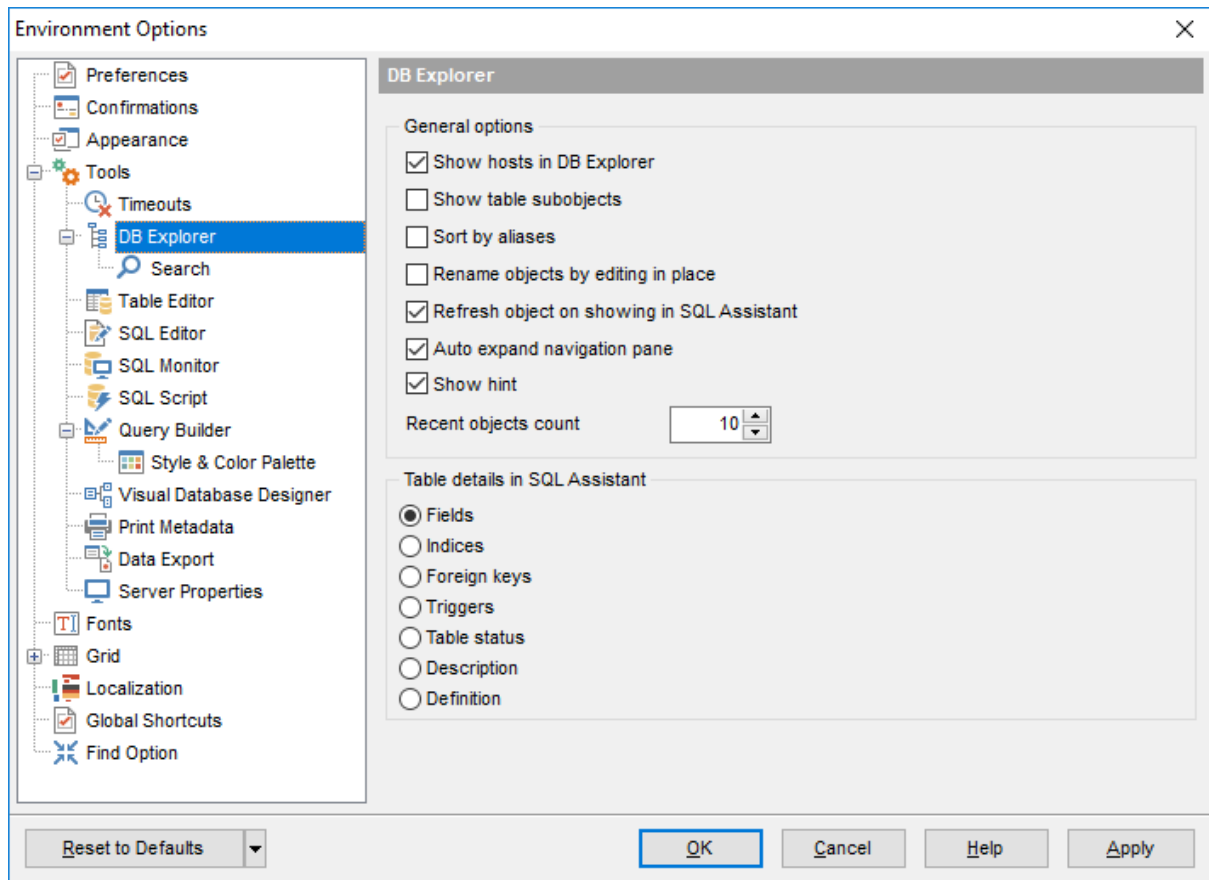 Environment Options
Preferences
Confirmations
Appearance
Tools
Timeouts
DB Explorer
Search
Table Editor
SQL Editor
SQL Monitor
SQL Script
Query Builder
Style & Color Palette
Visual Database Designer
Print Metadata
Data Export
Server Properties
Fonts
Grid
Localization
Global Shortcuts
Find Option
DB Explorer
General options
Show hosts in DB Explorer
Show table subobjects
Sort by aliases
Rename objects by editing in place
Refresh object on showing in SQL Assistant
Auto expand navigation pane
Show hint
Recent objects count 10
Table details in SQL Assistant
Fields
Indices
Foreign keys
Triggers
Table status
Description
Definition
Reset to Defaults OK Cancel Help Apply